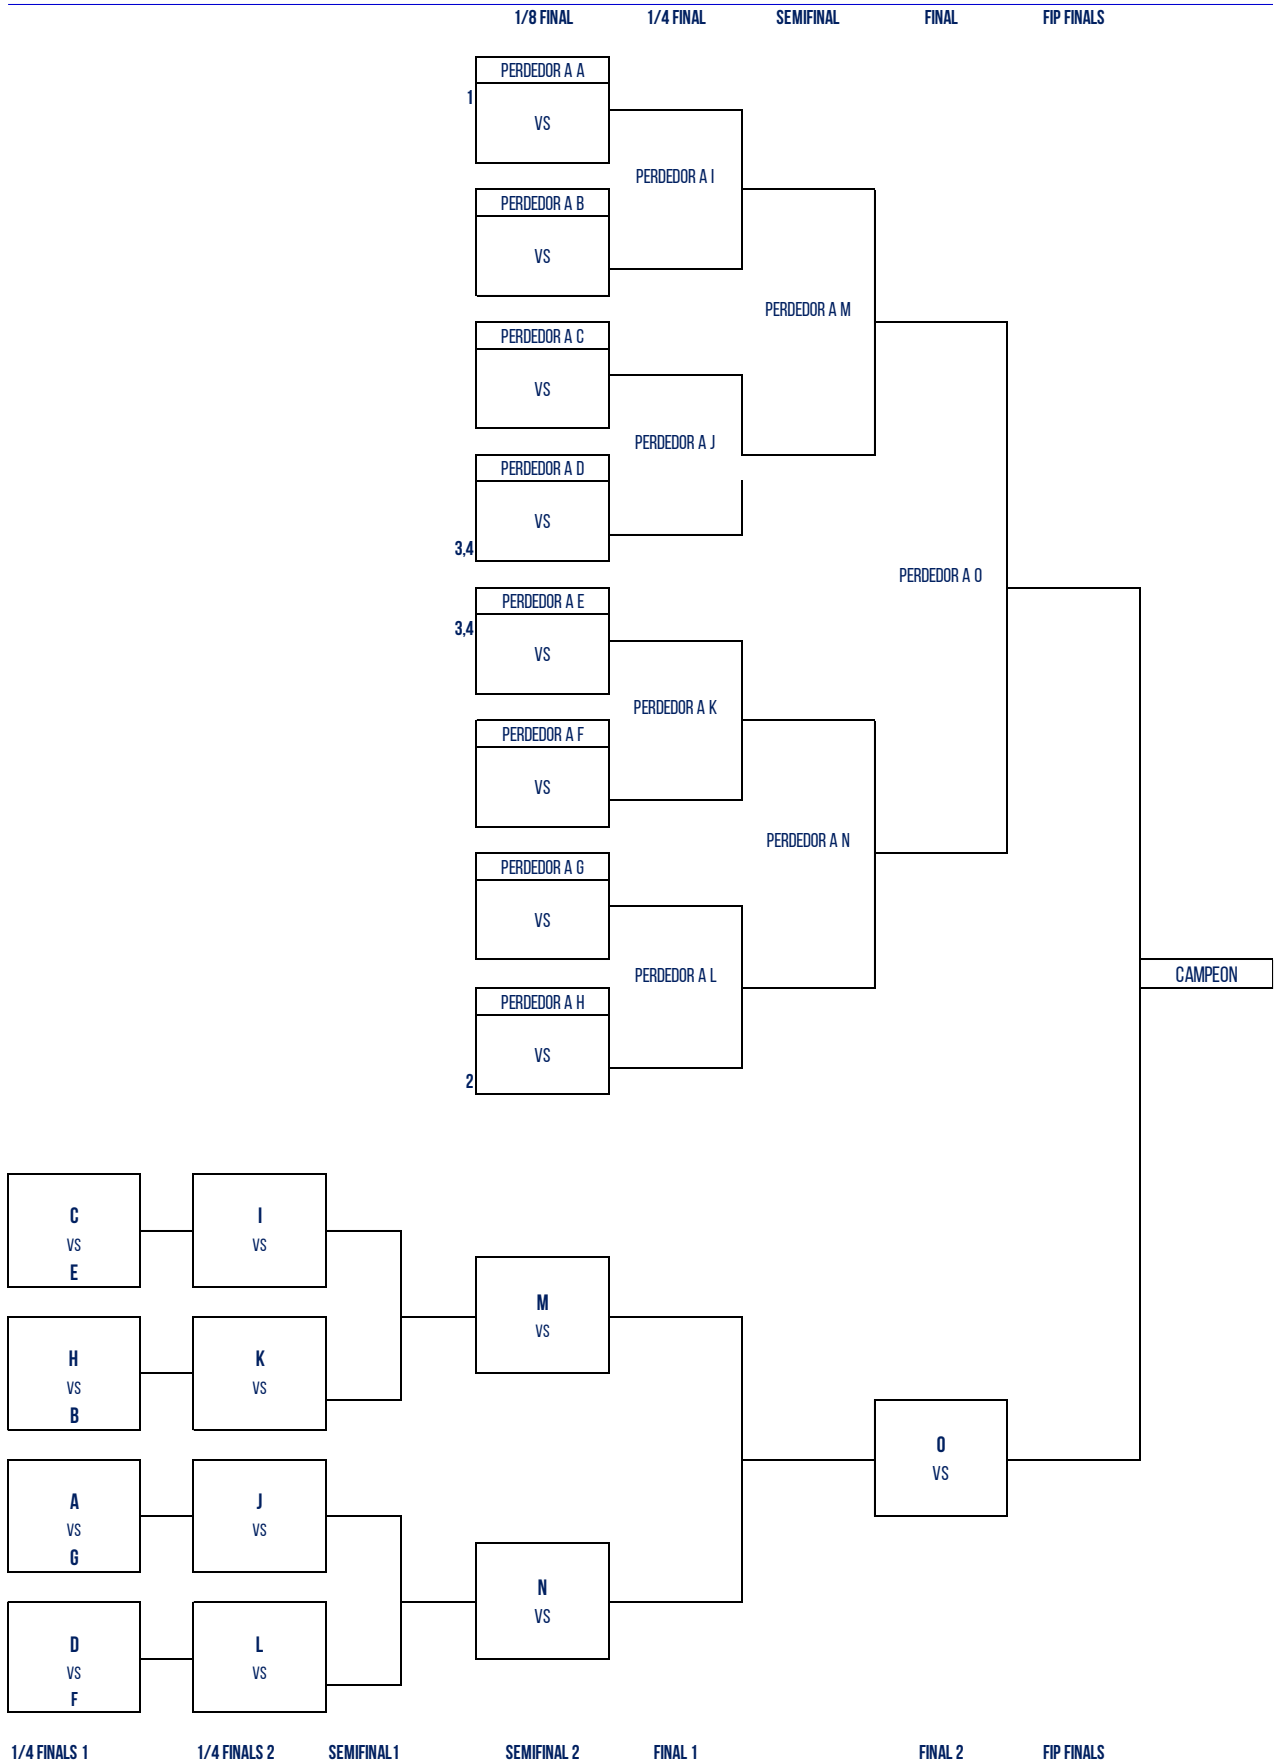 1/8 FINAL 1/4 FINAL SEMIFINAL FINAL FIP FINALS
PERDEDOR A A
1
VS
PERDEDOR A I
PERDEDOR A B
VS
PERDEDOR A M
PERDEDOR A C
VS
PERDEDOR A J
PERDEDOR A D
VS
3,4
PERDEDOR A O
PERDEDOR A E
3,4
VS
PERDEDOR A K
PERDEDOR A F
VS
PERDEDOR A N
PERDEDOR A G
VS
PERDEDOR A L
CAMPEON
PERDEDOR A H
VS
2
C I
VS VS
E
M
VS
H K
VS VS
B
O
VS
A J
VS VS
G
N
VS
D L
VS VS
F
1/4 FINALS 1 1/4 FINALS 2 SEMIFINAL1 SEMIFINAL 2 FINAL 1 FINAL 2 FIP FINALS